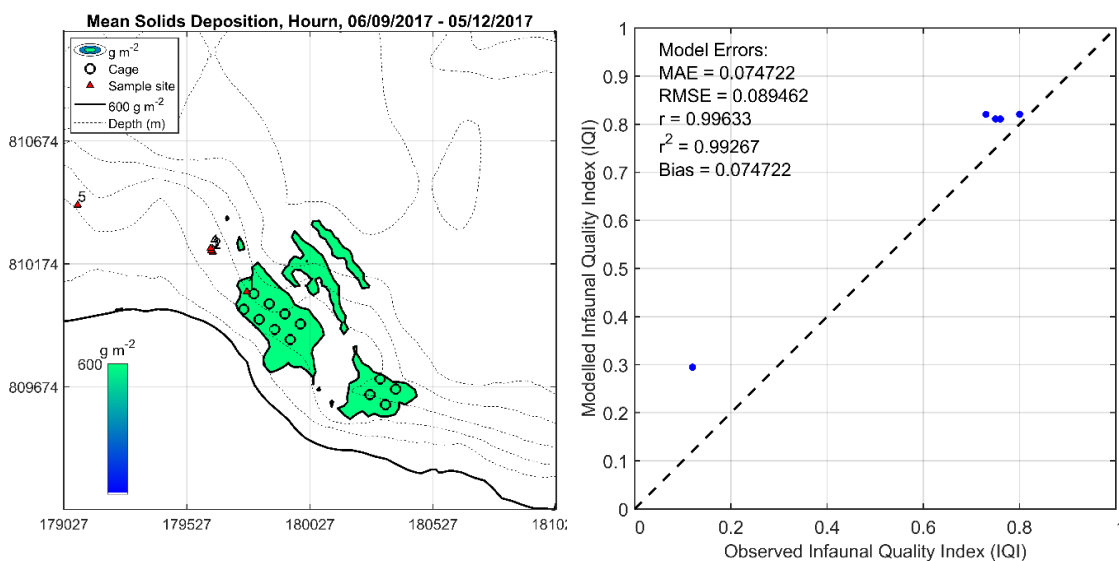 Mean Solids Deposition, Hourn, 06/09/2017 - 05/12/2017
g m-2
Cage
Sample site
600 g m-2
Depth (m)
810674
810174
809674
5
2
1
g m-2
600
179027
179527
180027
180527
18102
Model Errors:
MAE = 0.074722
RMSE = 0.089462
r = 0.99633
r2 = 0.99267
Bias = 0.074722
Modelled Infaunal Quality Index (IQI)
1
0.9
0.8
0.7
0.6
0.5
0.4
0.3
0.2
0.1
0
0
0.2
0.4
0.6
0.8
1
Observed Infaunal Quality Index (IQI)